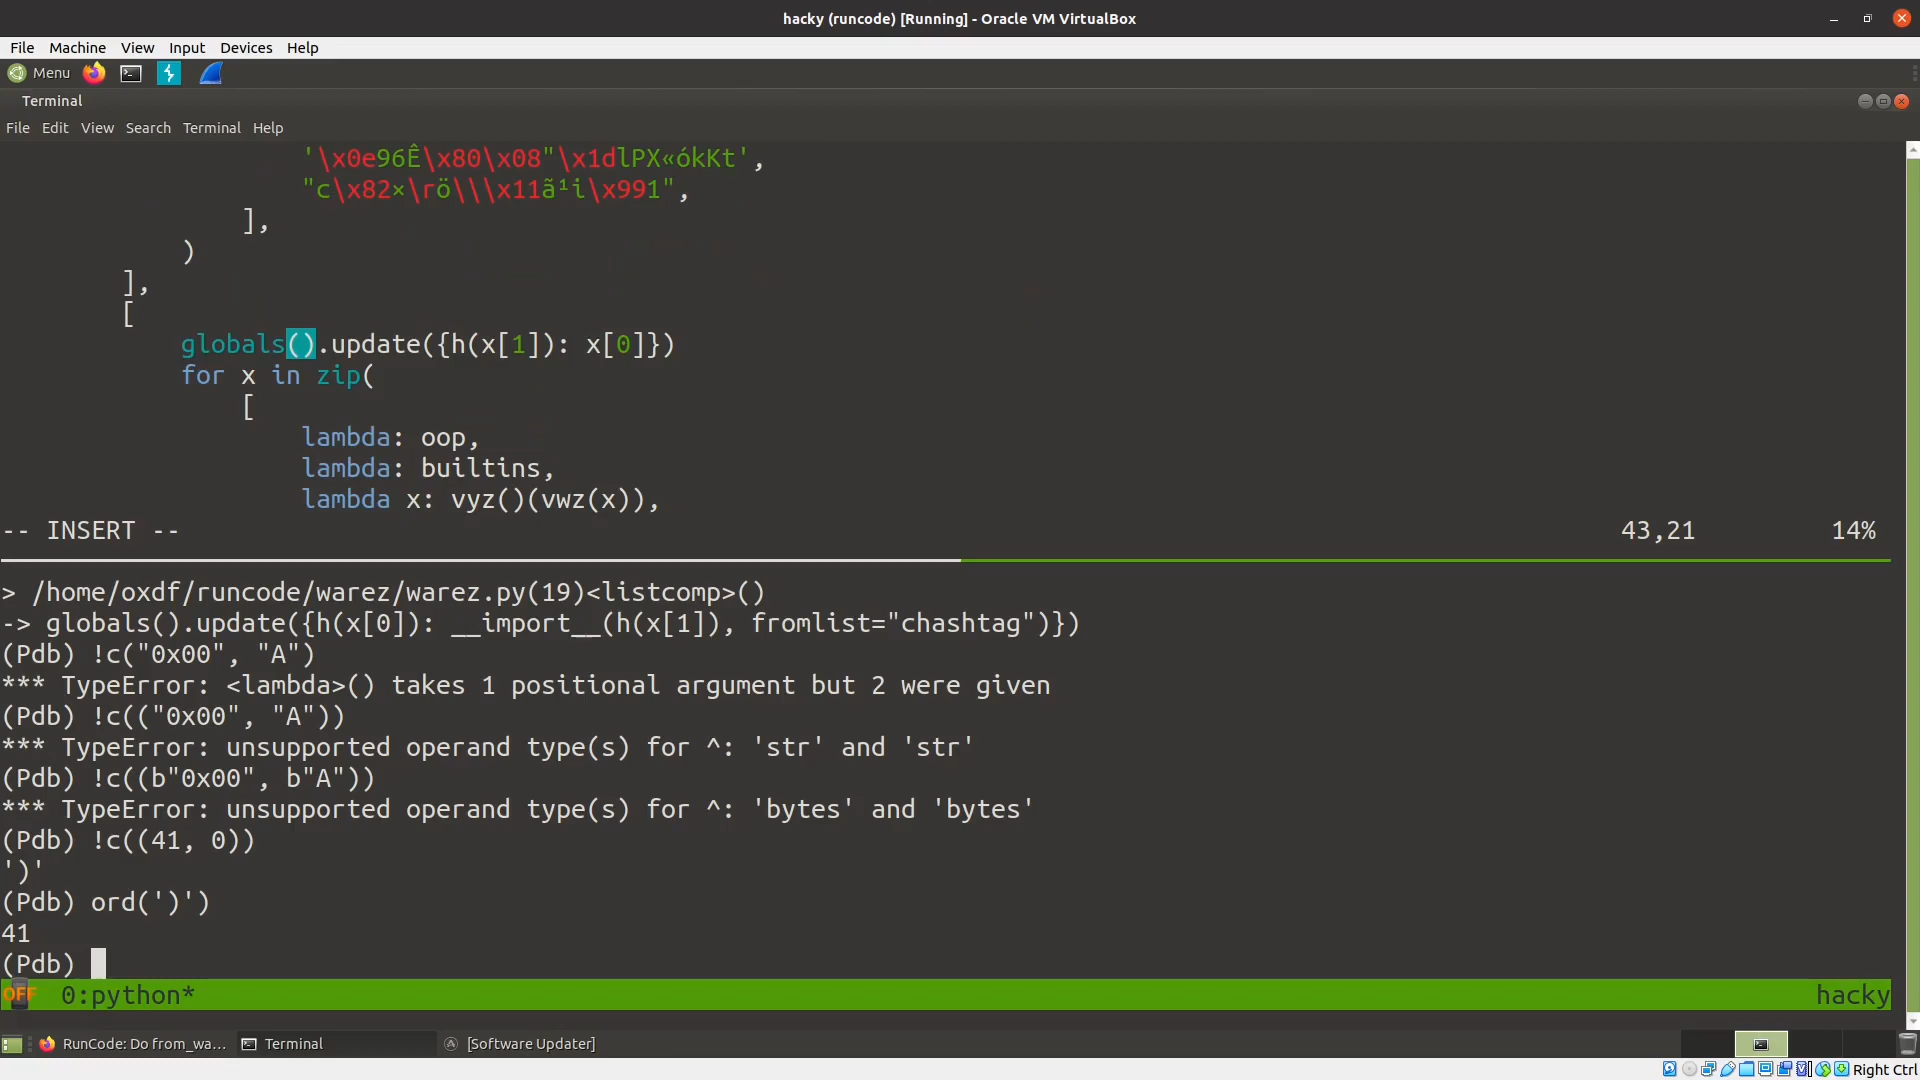 hacky (runcode) [Running] - Oracle VM VirtualBox
File Machine View Input Devices Help
Menu
Terminal
File Edit View Search Terminal Help
'\x0e96Ê\x80\x08"\x1dlPX«ókKt',
"c\x82×\rö\\\x11ã¹i\x991",
],
)
],
[
globals().update({h(x[1]): x[0]})
for x in zip(
[
lambda: oop,
lambda: builtins,
lambda x: vyz()(vwz(x)),
-- INSERT -- 43,21 14%
> /home/oxdf/runcode/warez/warez.py(19)<listcomp>()
-> globals().update({h(x[0]): __import__(h(x[1]), fromlist="chashtag")})
(Pdb) !c("0x00", "A")
*** TypeError: <lambda>() takes 1 positional argument but 2 were given
(Pdb) !c(("0x00", "A"))
*** TypeError: unsupported operand type(s) for ^: 'str' and 'str'
(Pdb) !c((b"0x00", b"A"))
*** TypeError: unsupported operand type(s) for ^: 'bytes' and 'bytes'
(Pdb) !c((41, 0))
')'
(Pdb) ord(')')
41
(Pdb)
OFF 0:python* hacky
RunCode: Do from_wa... Terminal [Software Updater]
Right Ctrl